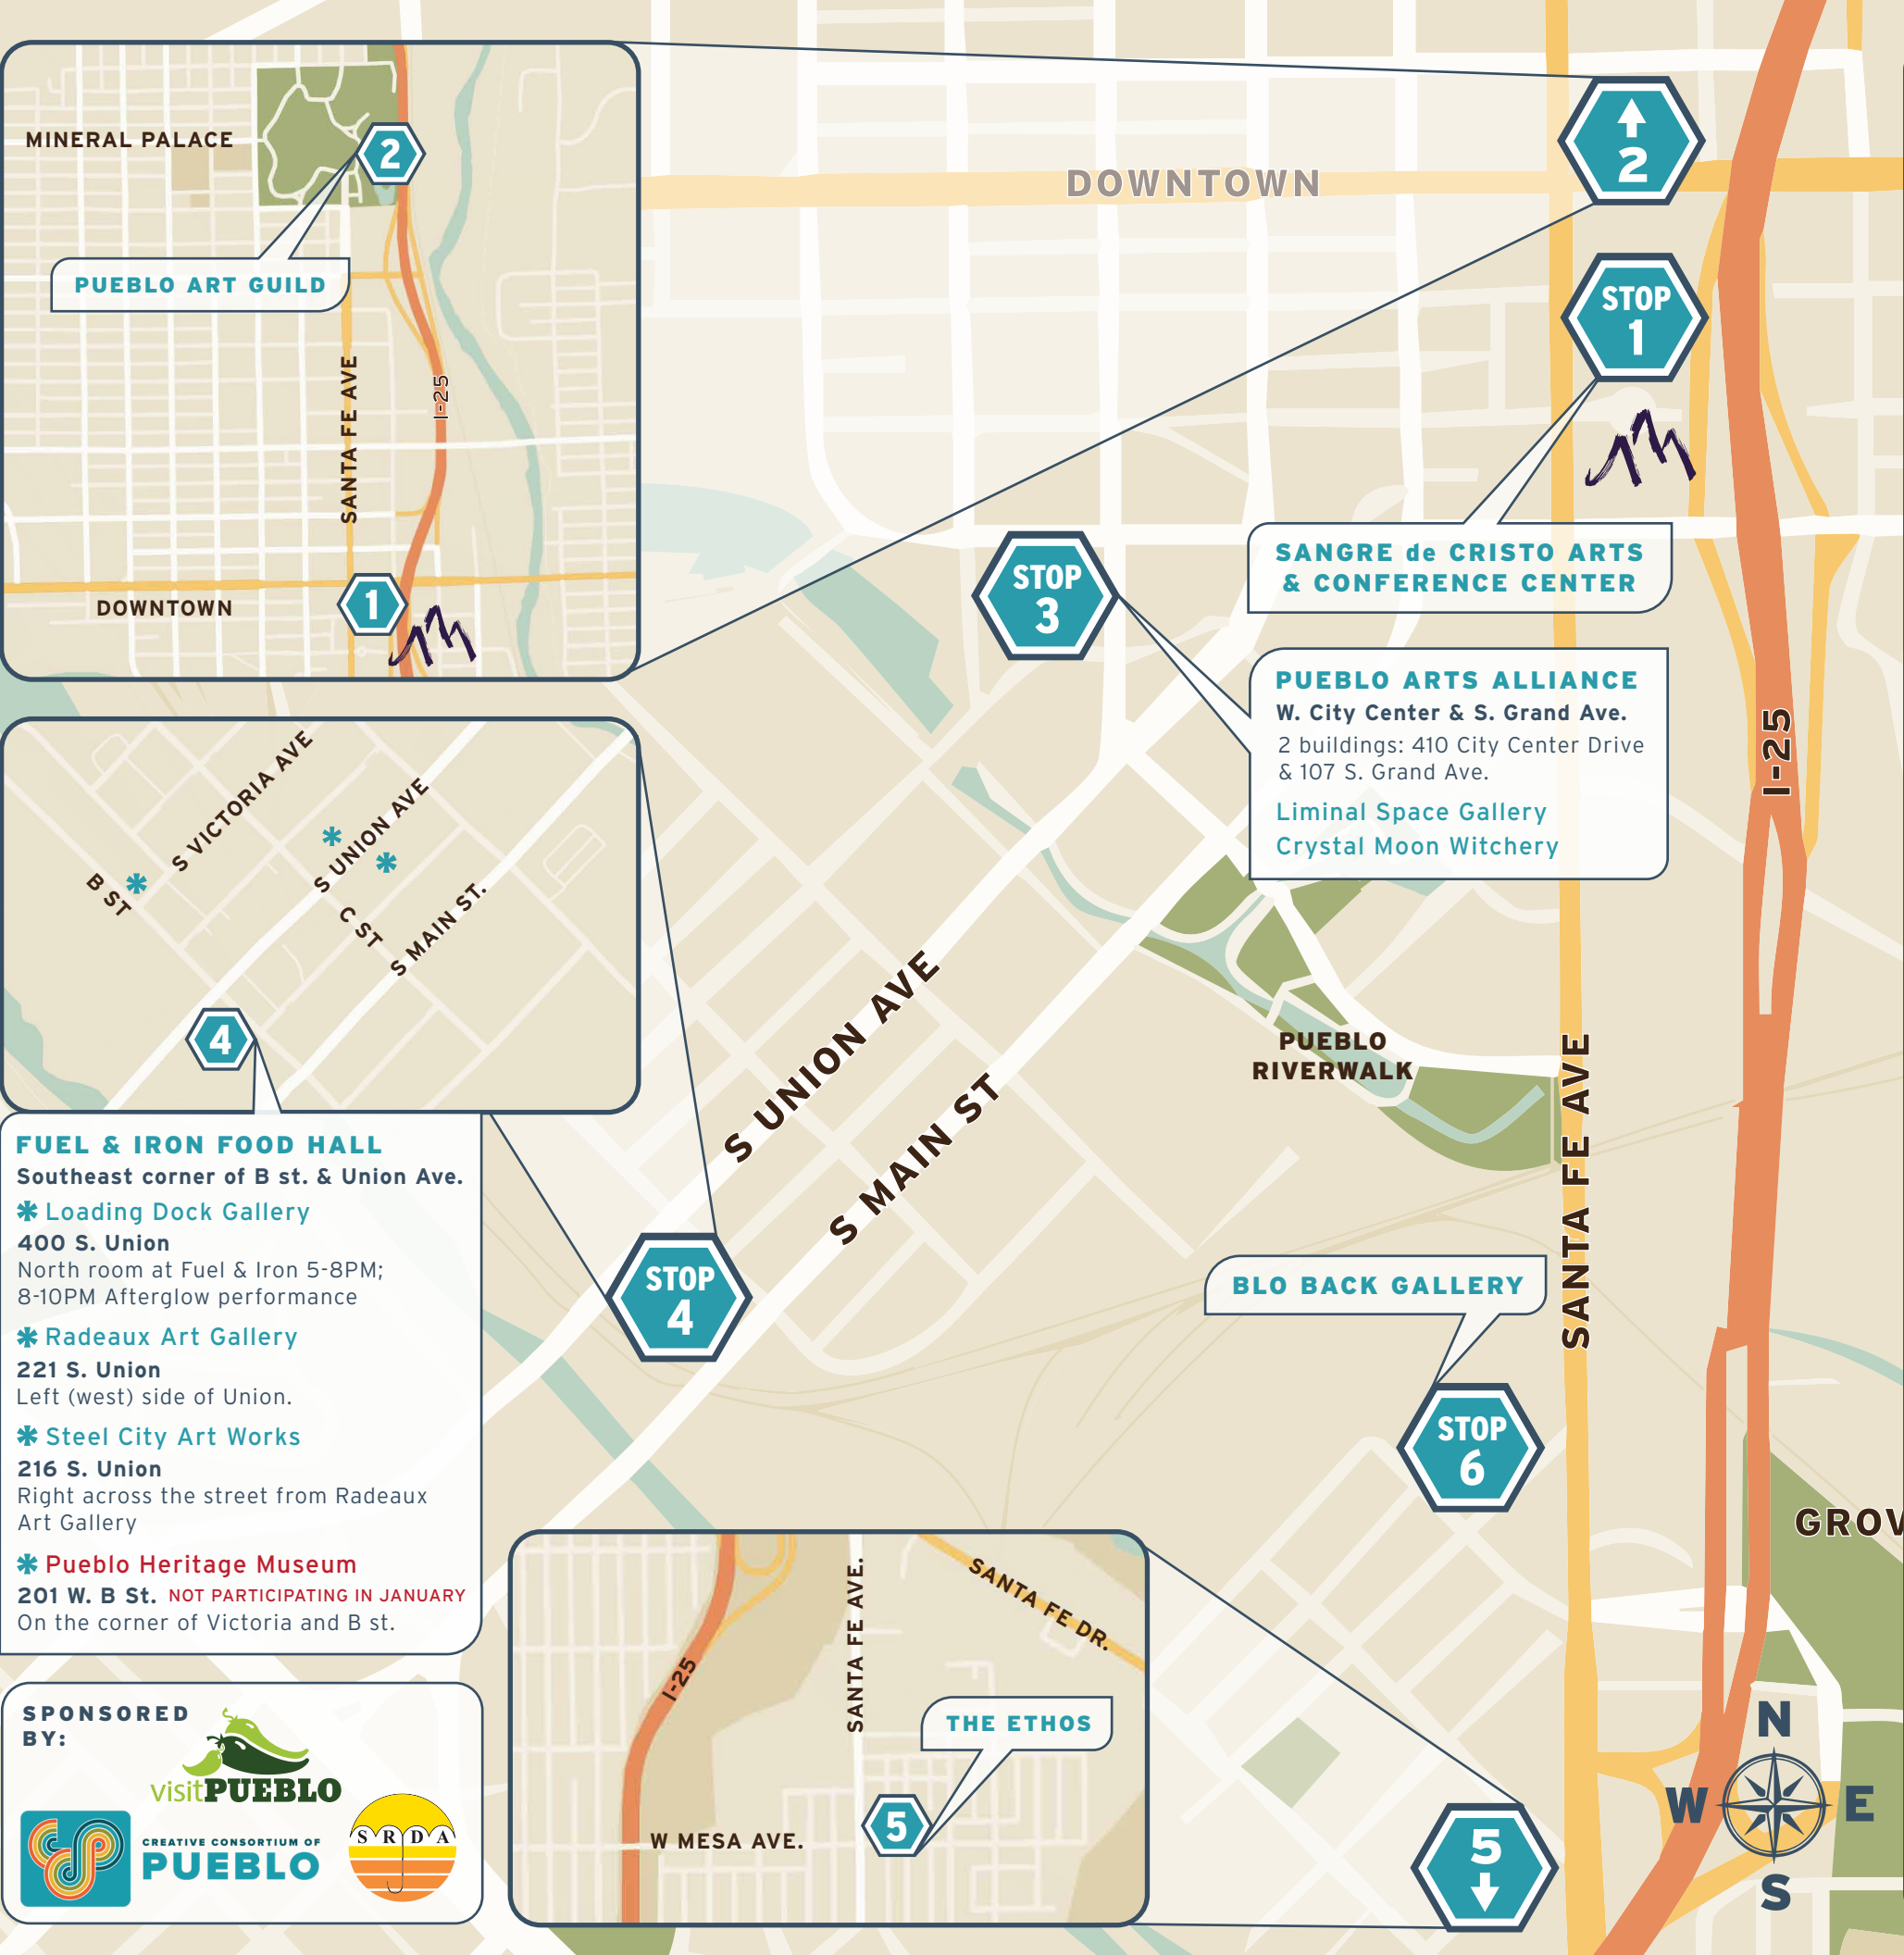 MINERAL PALACE
2
PUEBLO ART GUILD
SANTA FE AVE
I-25
DOWNTOWN
1
DOWNTOWN
2
STOP
1
SANGRE de CRISTO ARTS
& CONFERENCE CENTER
STOP
3
PUEBLO ARTS ALLIANCE
W. City Center & S. Grand Ave.
2 buildings: 410 City Center Drive
& 107 S. Grand Ave.
Liminal Space Gallery
Crystal Moon Witchery
I-25
S VICTORIA AVE
S UNION AVE
B ST
C ST
S MAIN ST.
4
S UNION AVE
S MAIN ST
PUEBLO
RIVERWALK
SANTA FE AVE
FUEL & IRON FOOD HALL
Southeast corner of B st. & Union Ave.
* Loading Dock Gallery
400 S. Union
North room at Fuel & Iron 5-8PM;
8-10PM Afterglow performance
* Radeaux Art Gallery
221 S. Union
Left (west) side of Union.
* Steel City Art Works
216 S. Union
Right across the street from Radeaux
Art Gallery
* Pueblo Heritage Museum
201 W. B St. NOT PARTICIPATING IN JANUARY
On the corner of Victoria and B st.
STOP
4
BLO BACK GALLERY
STOP
6
GROV
SPONSORED
BY:
visitPUEBLO
CREATIVE CONSORTIUM OF
PUEBLO
SRDA
I-25
SANTA FE AVE.
SANTA FE DR.
THE ETHOS
5
W MESA AVE.
5
N
W
E
S